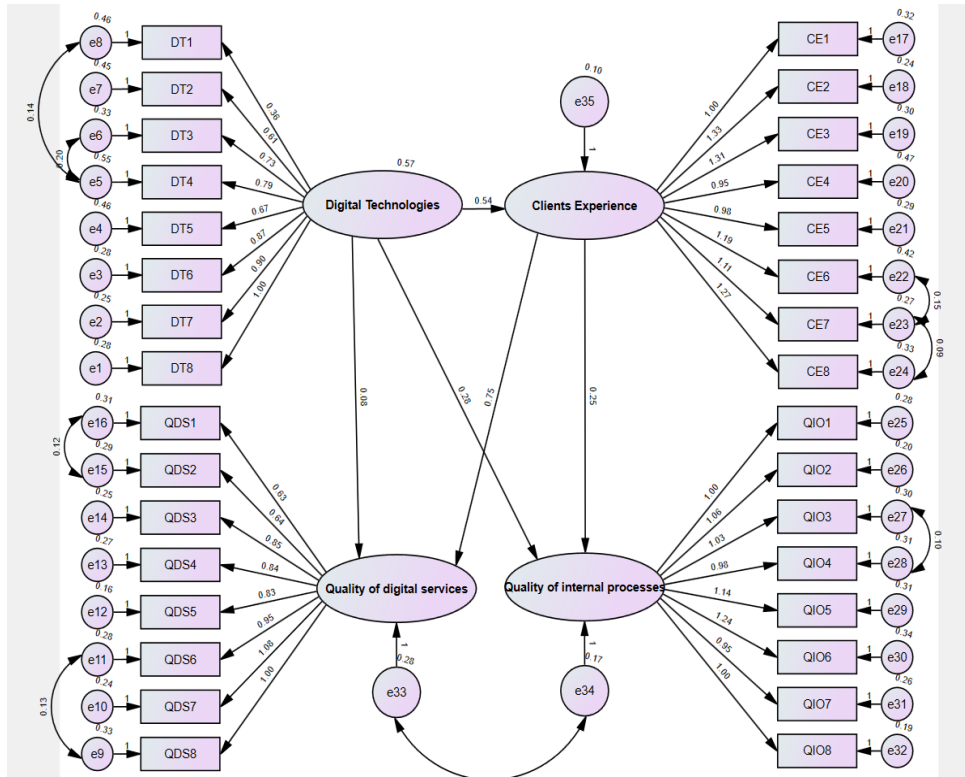 0.46
e8 1 DT1
0.45
e7 1 DT2
0.33
e6 1 DT3
0.55
e5 1 DT4
0.46
e4 1 DT5
0.28
e3 1 DT6
0.25
e2 1 DT7
0.28
e1 1 DT8
0.14
0.20
0.36
0.61
0.73
0.79
0.67
0.87
0.90
1.00
0.57
Digital Technologies
0.54
0.10
e35
1
Clients Experience
1.00
1.33
1.31
0.95
0.98
1.19
1.11
1.27
0.32
CE1 1 e17
0.24
CE2 1 e18
0.30
CE3 1 e19
0.47
CE4 1 e20
0.29
CE5 1 e21
0.42
CE6 1 e22
0.27
CE7 1 e23
0.33
CE8 1 e24
0.15
0.09
0.08
0.28
0.75
0.25
0.31
e16 1 QDS1
0.29
e15 1 QDS2
0.25
e14 1 QDS3
0.27
e13 1 QDS4
0.16
e12 1 QDS5
0.28
e11 1 QDS6
0.24
e10 1 QDS7
0.33
e9 1 QDS8
0.12
0.13
0.63
0.64
0.85
0.84
0.83
0.95
1.08
1.00
Quality of digital services
1
0.28
e33
Quality of internal processes
1
0.17
e34
1.00
1.06
1.03
0.98
1.14
1.24
0.95
1.00
0.28
QIO1 1 e25
0.20
QIO2 1 e26
0.30
QIO3 1 e27
0.31
QIO4 1 e28
0.31
QIO5 1 e29
0.34
QIO6 1 e30
0.26
QIO7 1 e31
0.19
QIO8 1 e32
0.10